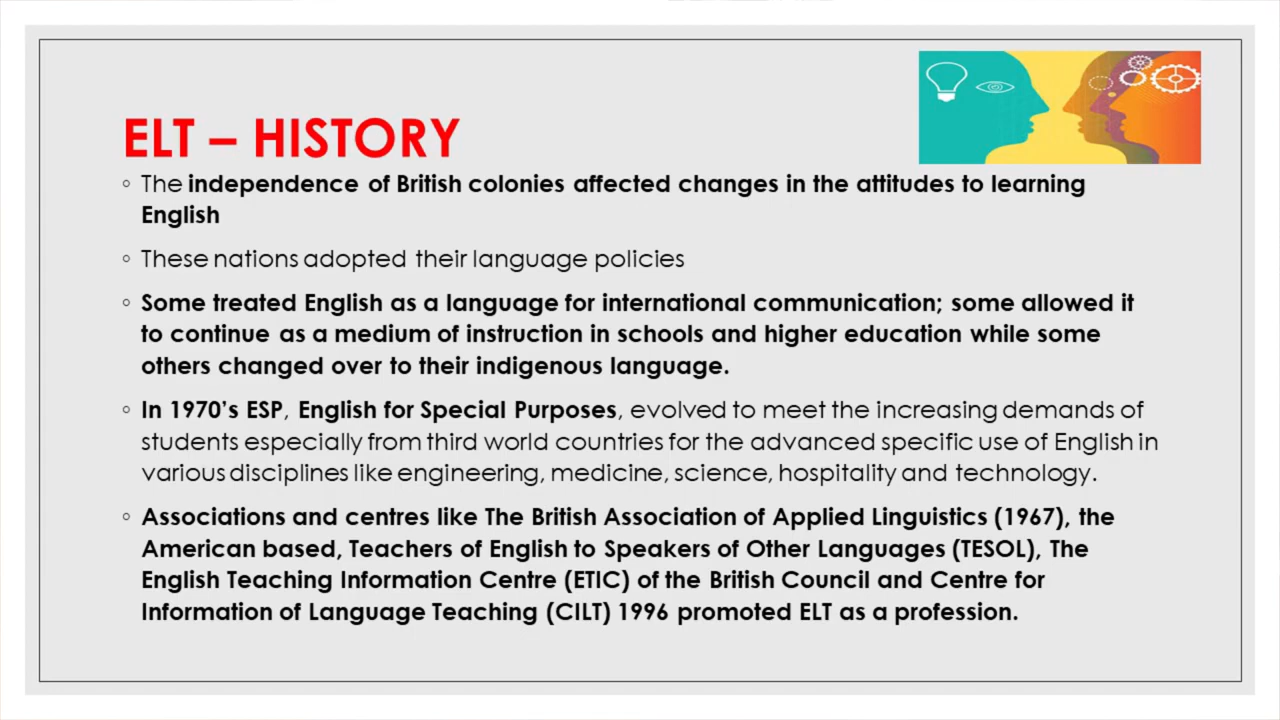 ELT – HISTORY
◦ The independence of British colonies affected changes in the attitudes to learning
English
◦ These nations adopted their language policies
◦ Some treated English as a language for international communication; some allowed it
to continue as a medium of instruction in schools and higher education while some
others changed over to their indigenous language.
◦ In 1970’s ESP, English for Special Purposes, evolved to meet the increasing demands of
students especially from third world countries for the advanced specific use of English in
various disciplines like engineering, medicine, science, hospitality and technology.
◦ Associations and centres like The British Association of Applied Linguistics (1967), the
American based, Teachers of English to Speakers of Other Languages (TESOL), The
English Teaching Information Centre (ETIC) of the British Council and Centre for
Information of Language Teaching (CILT) 1996 promoted ELT as a profession.